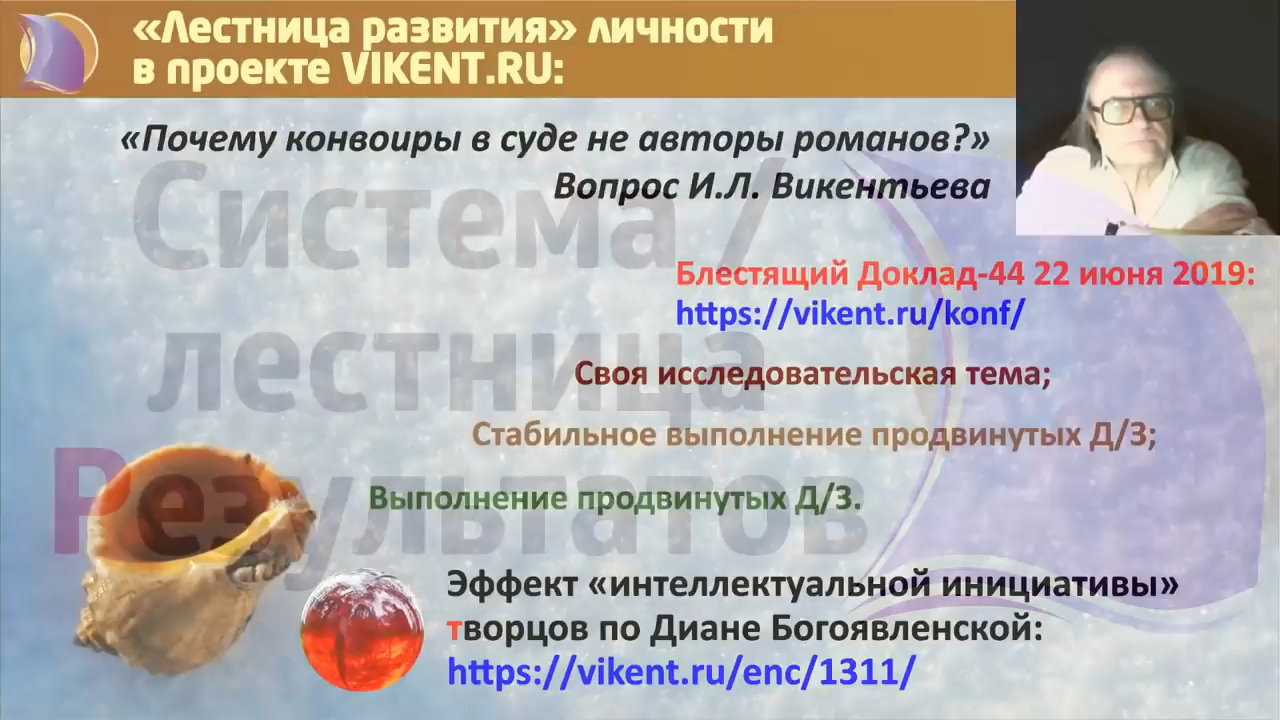 «Лестница развития» личности
в проекте VIKENT.RU:
«Почему конвоиры в суде не авторы романов?»
Вопрос И.Л. Викентьева
Система /
лестница
Результатов
Блестящий Доклад-44 22 июня 2019:
https://vikent.ru/konf/
Своя исследовательская тема;
Стабильное выполнение продвинутых Д/З;
Выполнение продвинутых Д/З.
Эффект «интеллектуальной инициативы»
творцов по Диане Богоявленской:
https://vikent.ru/enc/1311/